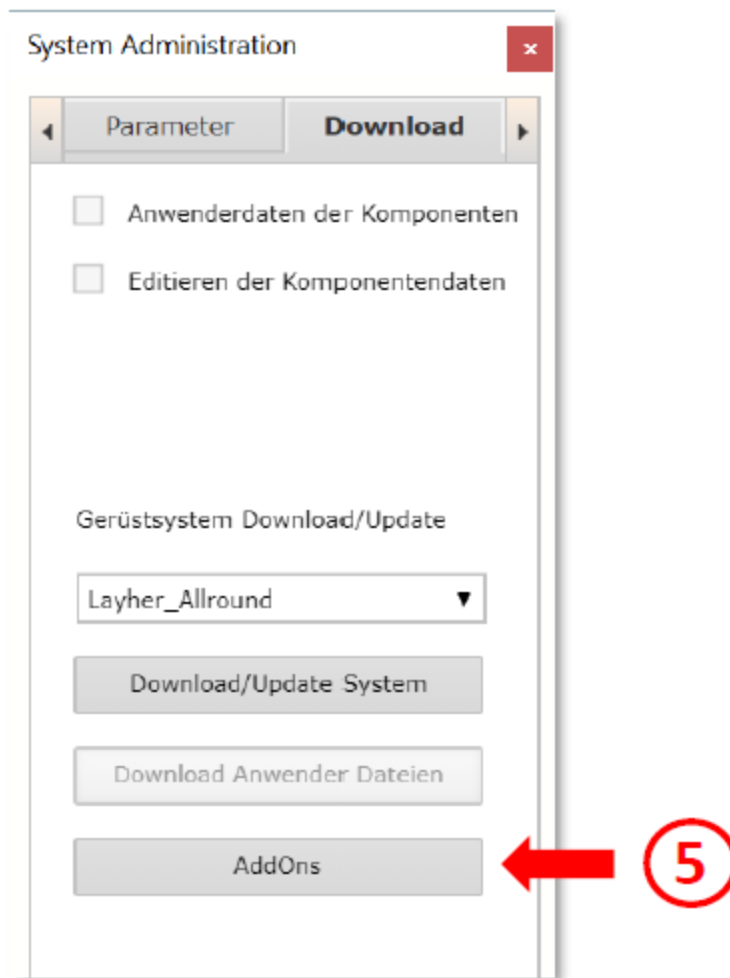 System Administration
Parameter Download
Anwenderdaten der Komponenten
Editieren der Komponentendaten
Gerüstsystem Download/Update
Layher_Allround
Download/Update System
Download Anwender Dateien
AddOns
5